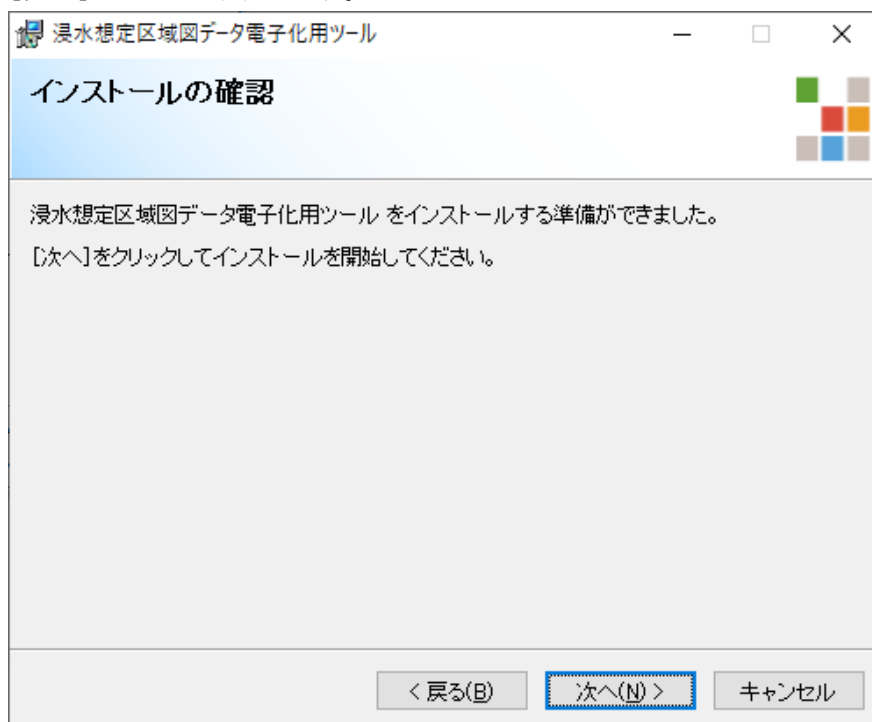 浸水想定区域図データ電子化用ツール
インストールの確認
浸水想定区域図データ電子化用ツール をインストールする準備ができました。
[次へ]をクリックしてインストールを開始してください。
< 戻る(B)
次へ(N) >
キャンセル